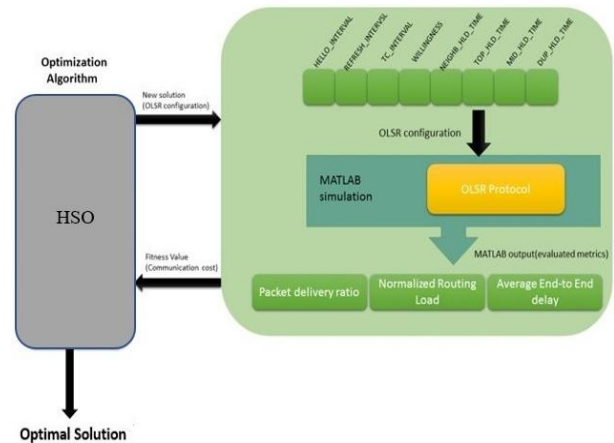 Optimization
Algorithm
HSO
Optimal Solution
New solution
(OLSR configuration)
Fitness Value
(Communication cost)
HELLO_INTERVAL
REFRESH_INTERVSL
TC_INTERVAL
WILLINGNESS
NEIGHB_HLD_TIME
TOP_HLD_TIME
MID_HLD_TIME
DUP_HLD_TIME
OLSR configuration
MATLAB
simulation
OLSR Protocol
MATLAB output(evaluated metrics)
Packet delivery ratio
Normalized Routing
Load
Average End-to End
delay